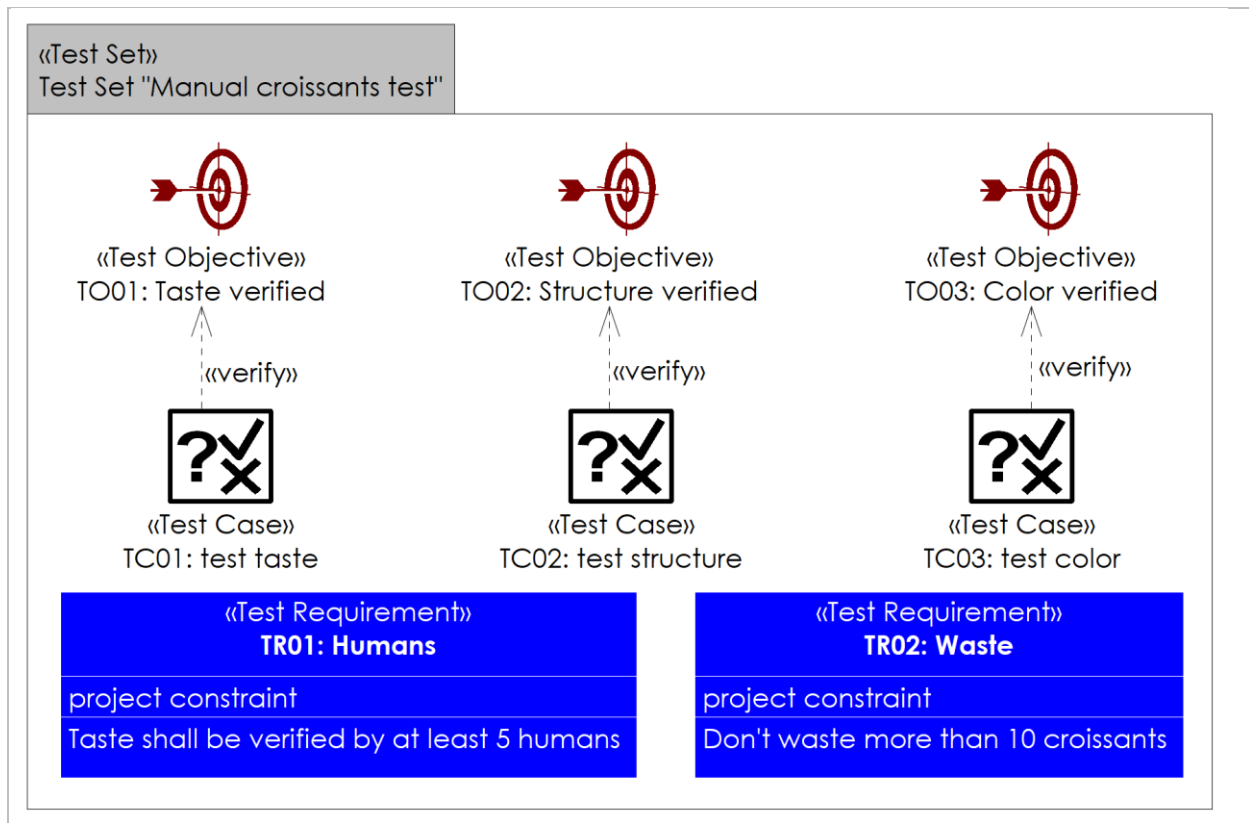 «Test Set»
Test Set "Manual croissants test"
«Test Objective»
TO01: Taste verified
«Test Objective»
TO02: Structure verified
«Test Objective»
TO03: Color verified
«verify»
«verify»
«verify»
?
?
?
«Test Case»
TC01: test taste
«Test Case»
TC02: test structure
«Test Case»
TC03: test color
«Test Requirement»
TR01: Humans
project constraint
Taste shall be verified by at least 5 humans
«Test Requirement»
TR02: Waste
project constraint
Don't waste more than 10 croissants